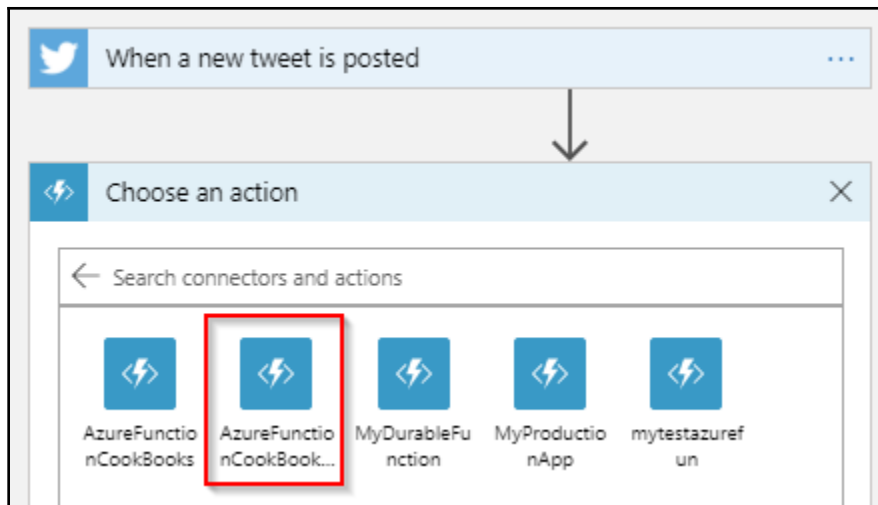 When a new tweet is posted
...
Choose an action
Search connectors and actions
AzureFunctio AzureFunctio MyDurableFu MyProductio mytestazuref
nCookBooks nCookBook... nction nApp un